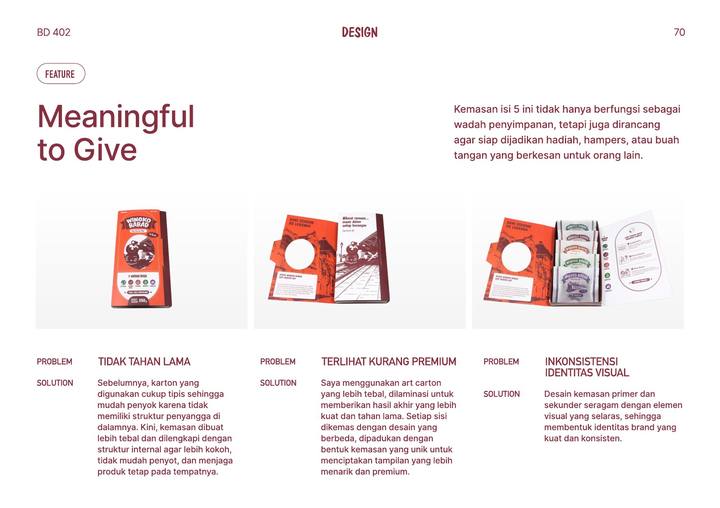 BD 402
DESIGN
70
FEATURE
Meaningful
to Give
Kemasan isi 5 ini tidak hanya berfungsi sebagai
wadah penyimpanan, tetapi juga dirancang
agar siap dijadikan hadiah, hampers, atau buah
tangan yang berkesan untuk orang lain.
WINGKO
BABAD
PROBLEM
TIDAK TAHAN LAMA
SOLUTION
Sebelumnya, karton yang
digunakan cukup tipis sehingga
mudah penyok karena tidak
memiliki struktur penyangga di
dalamnya. Kini, kemasan dibuat
lebih tebal dan dilengkapi dengan
struktur internal agar lebih kokoh,
tidak mudah penyot, dan menjaga
produk tetap pada tempatnya.
PROBLEM
TERLIHAT KURANG PREMIUM
SOLUTION
Saya menggunakan art carton
yang lebih tebal, dilaminasi untuk
memberikan hasil akhir yang lebih
kuat dan tahan lama. Setiap sisi
dikemas dengan desain yang
berbeda, dipadukan dengan
bentuk kemasan yang unik untuk
menciptakan tampilan yang lebih
menarik dan premium.
PROBLEM
INKONSISTENSI
IDENTITAS VISUAL
SOLUTION
Desain kemasan primer dan
sekunder seragam dengan elemen
visual yang selaras, sehingga
membentuk identitas brand yang
kuat dan konsisten.